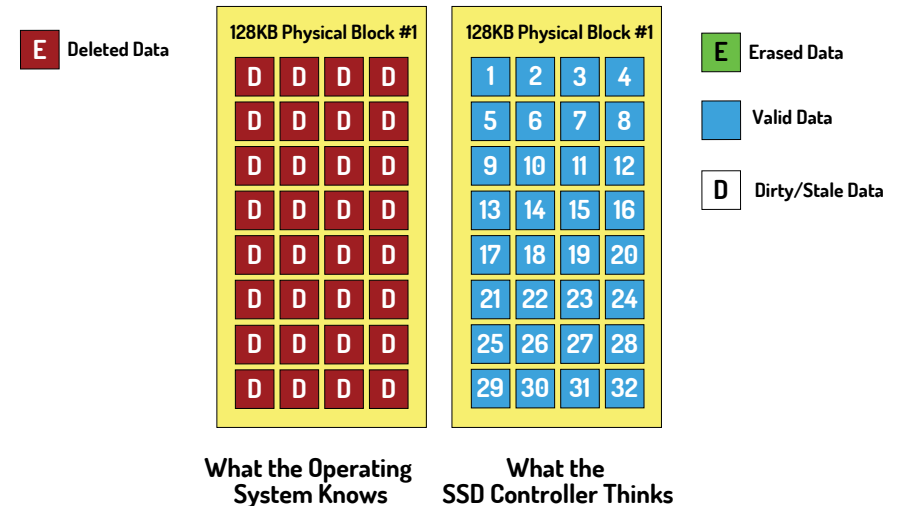 E Deleted Data
128KB Physical Block #1
D D D D
D D D D
D D D D
D D D D
D D D D
D D D D
D D D D
D D D D
What the Operating
System Knows
128KB Physical Block #1
1 2 3 4
5 6 7 8
9 10 11 12
13 14 15 16
17 18 19 20
21 22 23 24
25 26 27 28
29 30 31 32
What the
SSD Controller Thinks
E Erased Data
Valid Data
D Dirty/Stale Data